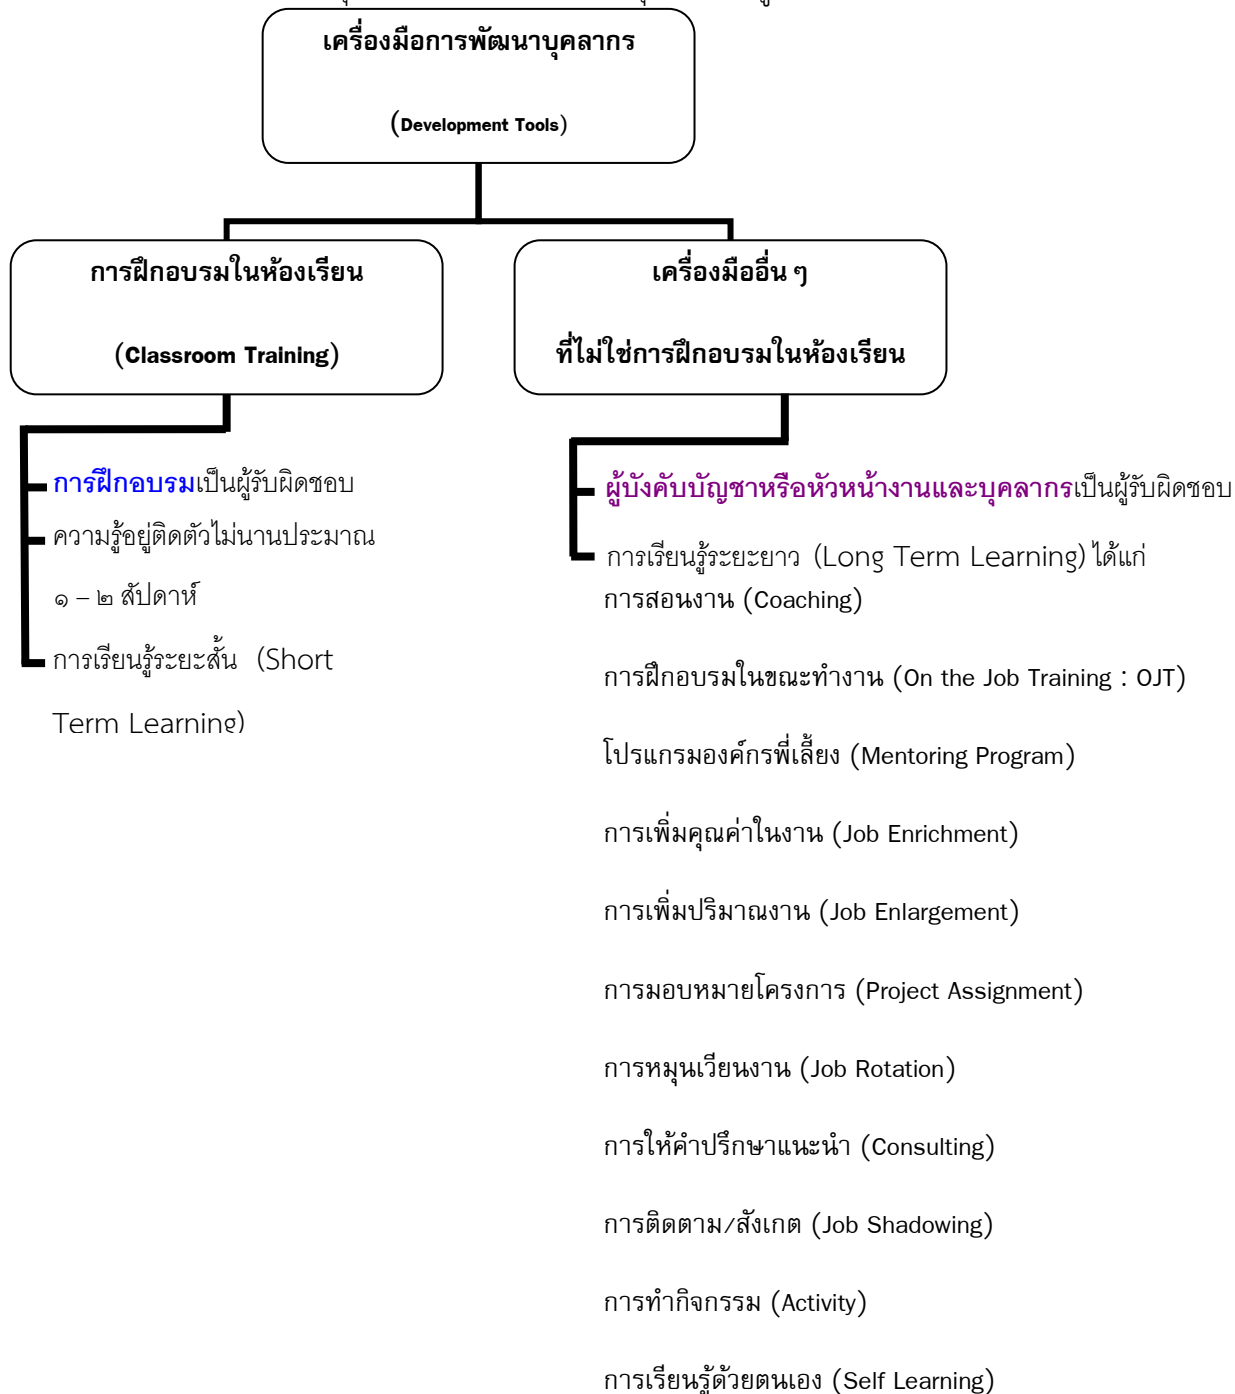 เครื่องมือการพัฒนาบุคลากร
(Development Tools)
การฝึกอบรมในห้องเรียน
(Classroom Training)
เครื่องมืออื่น ๆ
ที่ไม่ใช่การฝึกอบรมในห้องเรียน
การฝึกอบรมเป็นผู้รับผิดชอบ
ความรู้อยู่ติดตัวไม่นานประมาณ
๑ – ๒ สัปดาห์
การเรียนรู้ระยะสั้น (Short
Term Learning)
ผู้บังคับบัญชาหรือหัวหน้างานและบุคลากรเป็นผู้รับผิดชอบ
การเรียนรู้ระยะยาว (Long Term Learning) ได้แก่
การสอนงาน (Coaching)
การฝึกอบรมในขณะทำงาน (On the Job Training : OJT)
โปรแกรมองค์กรพี่เลี้ยง (Mentoring Program)
การเพิ่มคุณค่าในงาน (Job Enrichment)
การเพิ่มปริมาณงาน (Job Enlargement)
การมอบหมายโครงการ (Project Assignment)
การหมุนเวียนงาน (Job Rotation)
การให้คำปรึกษาแนะนำ (Consulting)
การติดตาม/สังเกต (Job Shadowing)
การทำกิจกรรม (Activity)
การเรียนรู้ด้วยตนเอง (Self Learning)